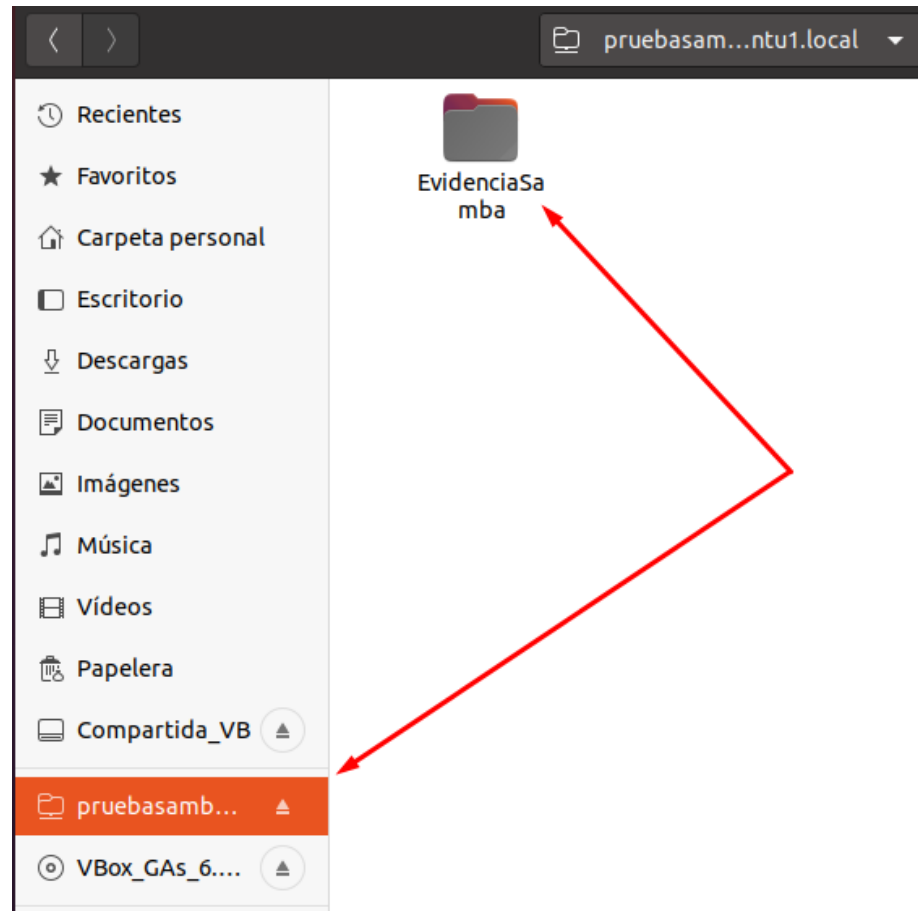 pruebasam...ntu1.local
Recientes
Favoritos
Carpeta personal
Escritorio
Descargas
Documentos
Imágenes
Música
Vídeos
Papelera
Compartida_VB
pruebasamb...
VBox_GAs_6....
EvidenciaSa
mba